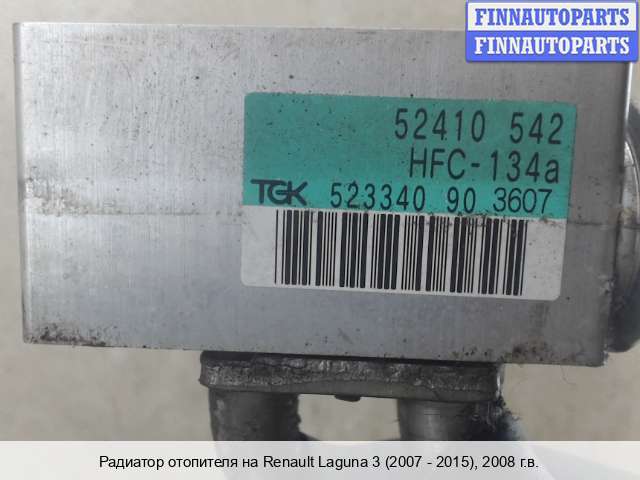 FINNAUTOPARTS
FINNAUTOPARTS
52410 542
HFC-134a
TGK 523340 90 3607
Радиатор отопителя на Renault Laguna 3 (2007 - 2015), 2008 г.в.